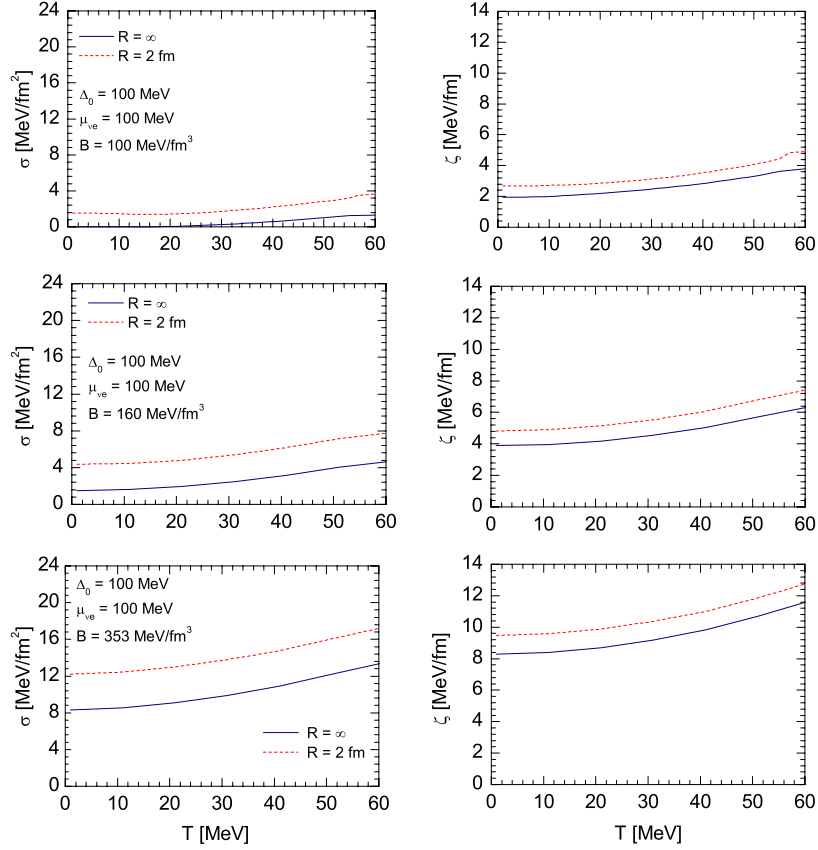 24
20
16
12
8
4
0
σ [MeV/fm²]
R = ∞
R = 2 fm
Δ₀ = 100 MeV
μᵥₑ = 100 MeV
B = 100 MeV/fm³
0 10 20 30 40 50 60
14
12
10
8
6
4
2
0
ζ [MeV/fm]
0 10 20 30 40 50 60
24
20
16
12
8
4
0
σ [MeV/fm²]
R = ∞
R = 2 fm
Δ₀ = 100 MeV
μᵥₑ = 100 MeV
B = 160 MeV/fm³
0 10 20 30 40 50 60
14
12
10
8
6
4
2
0
ζ [MeV/fm]
0 10 20 30 40 50 60
24
20
16
12
8
4
0
σ [MeV/fm²]
Δ₀ = 100 MeV
μᵥₑ = 100 MeV
B = 353 MeV/fm³
R = ∞
R = 2 fm
0 10 20 30 40 50 60
T [MeV]
14
12
10
8
6
4
2
0
ζ [MeV/fm]
0 10 20 30 40 50 60
T [MeV]